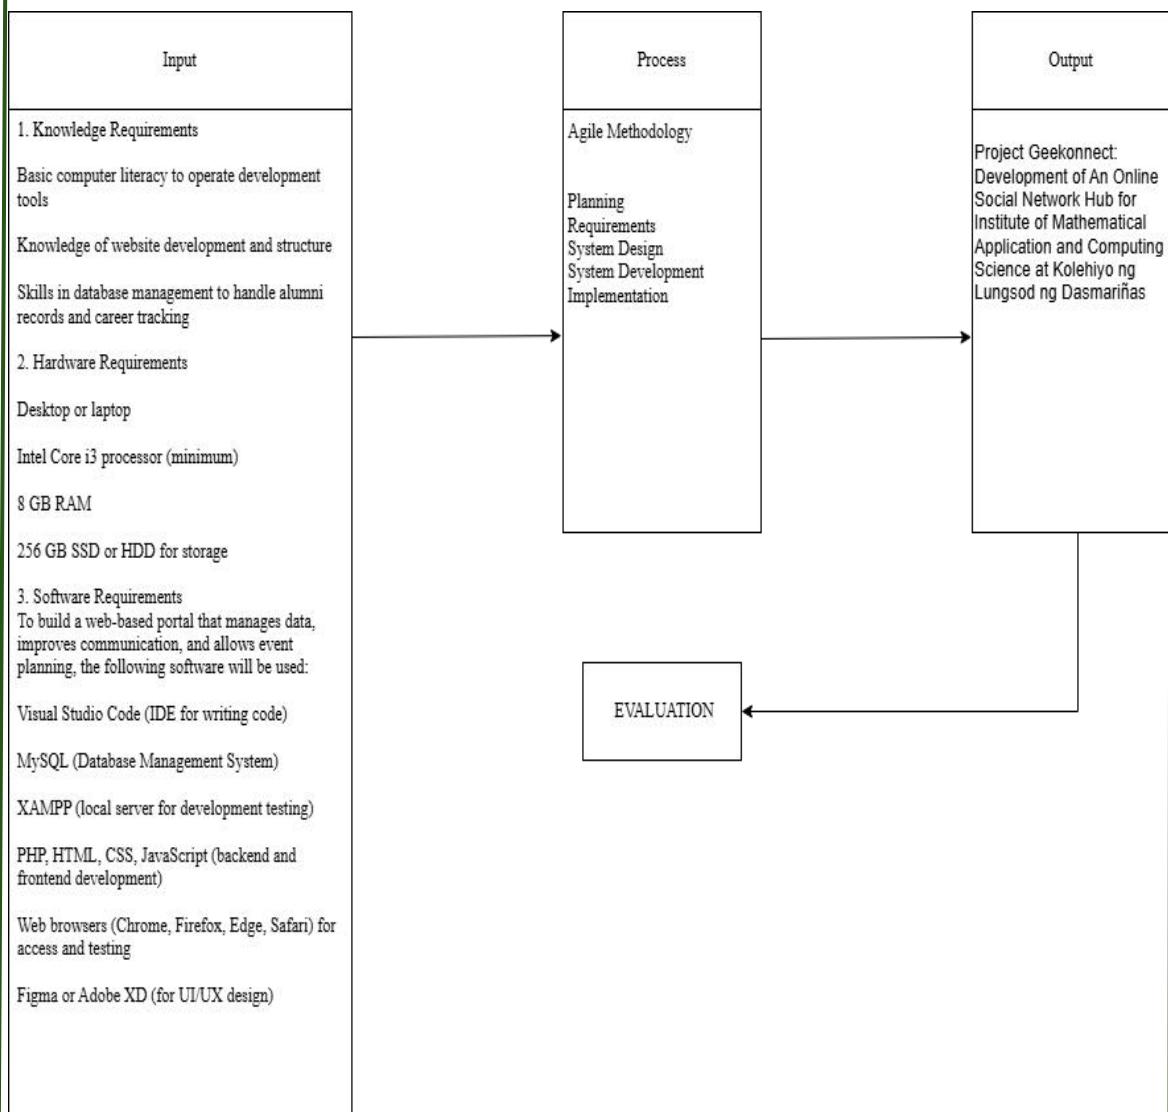 Input
1. Knowledge Requirements
Basic computer literacy to operate development
tools
Knowledge of website development and structure
Skills in database management to handle alumni
records and career tracking
2. Hardware Requirements
Desktop or laptop
Intel Core i3 processor (minimum)
8 GB RAM
256 GB SSD or HDD for storage
3. Software Requirements
To build a web-based portal that manages data,
improves communication, and allows event
planning, the following software will be used:
Visual Studio Code (IDE for writing code)
MySQL (Database Management System)
XAMPP (local server for development testing)
PHP, HTML, CSS, JavaScript (backend and
frontend development)
Web browsers (Chrome, Firefox, Edge, Safari) for
access and testing
Figma or Adobe XD (for UI/UX design)
Process
Agile Methodology
Planning
Requirements
System Design
System Development
Implementation
Output
Project Geekonnect:
Development of An Online
Social Network Hub for
Institute of Mathematical
Application and Computing
Science at Kolehiyo ng
Lungsod ng Dasmariñas
EVALUATION